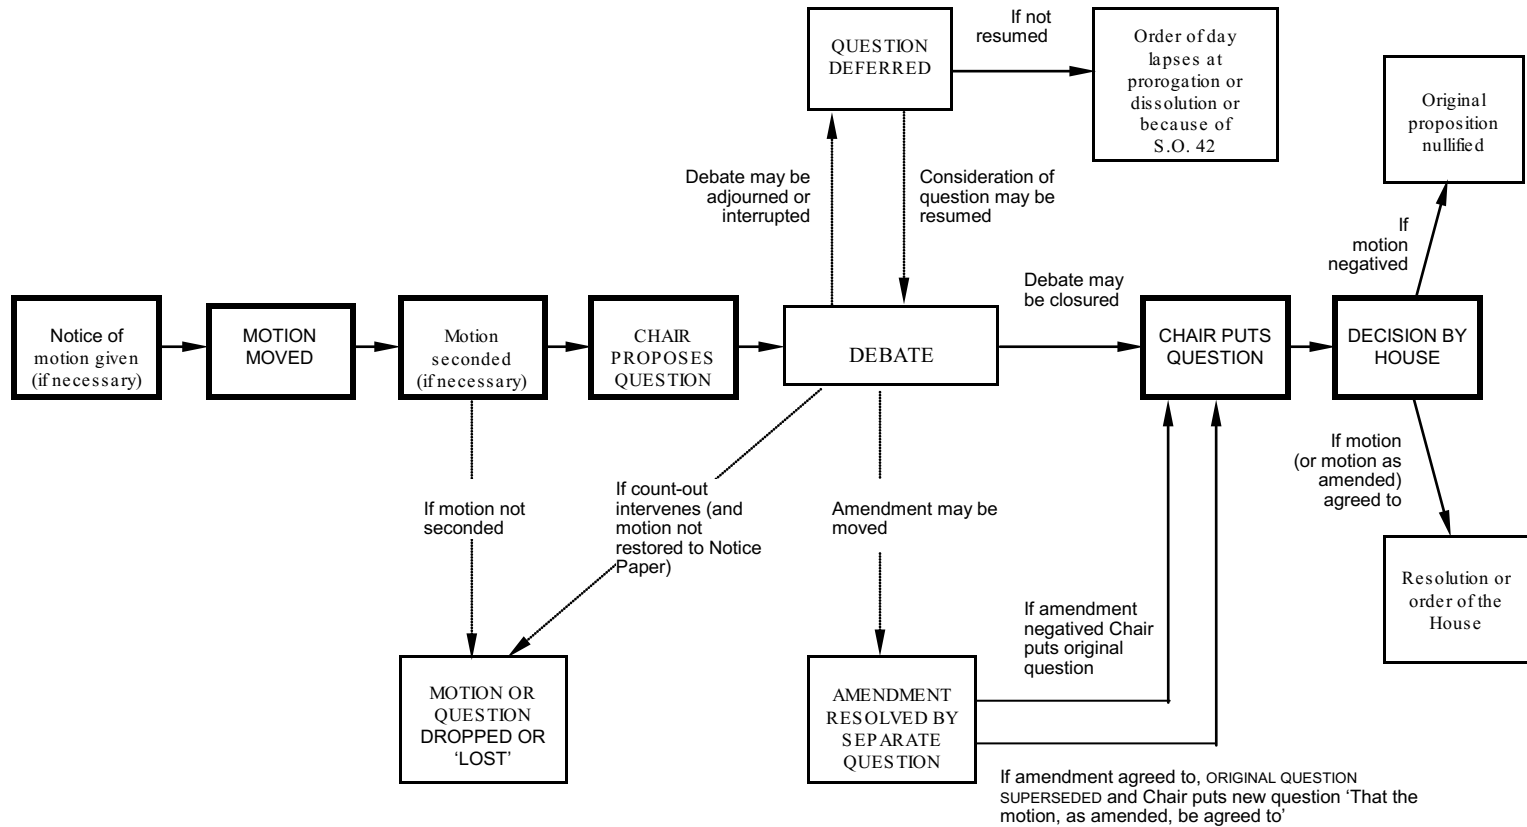 QUESTION
DEFERRED
If not
resumed
Order of day
lapses at
prorogation or
dissolution or
because of
S.O. 42
Original
proposition
nullified
Debate may be
adjourned or
interrupted
Consideration of
question may be
resumed
If
motion
negatived
Debate may
be closured
Notice of
motion given
(if necessary)
MOTION
MOVED
Motion
seconded
(if necessary)
CHAIR
PROPOSES
QUESTION
DEBATE
CHAIR PUTS
QUESTION
DECISION BY
HOUSE
If motion not
seconded
If count-out
intervenes (and
motion not
restored to Notice
Paper)
Amendment may be
moved
If motion
(or motion as
amended)
agreed to
If amendment
negatived Chair
puts original
question
Resolution or
order of the
House
MOTION OR
QUESTION
DROPPED OR
‘LOST’
AMENDMENT
RESOLVED BY
SEPARATE
QUESTION
If amendment agreed to, ORIGINAL QUESTION
SUPERSEDED and Chair puts new question ‘That the
motion, as amended, be agreed to’